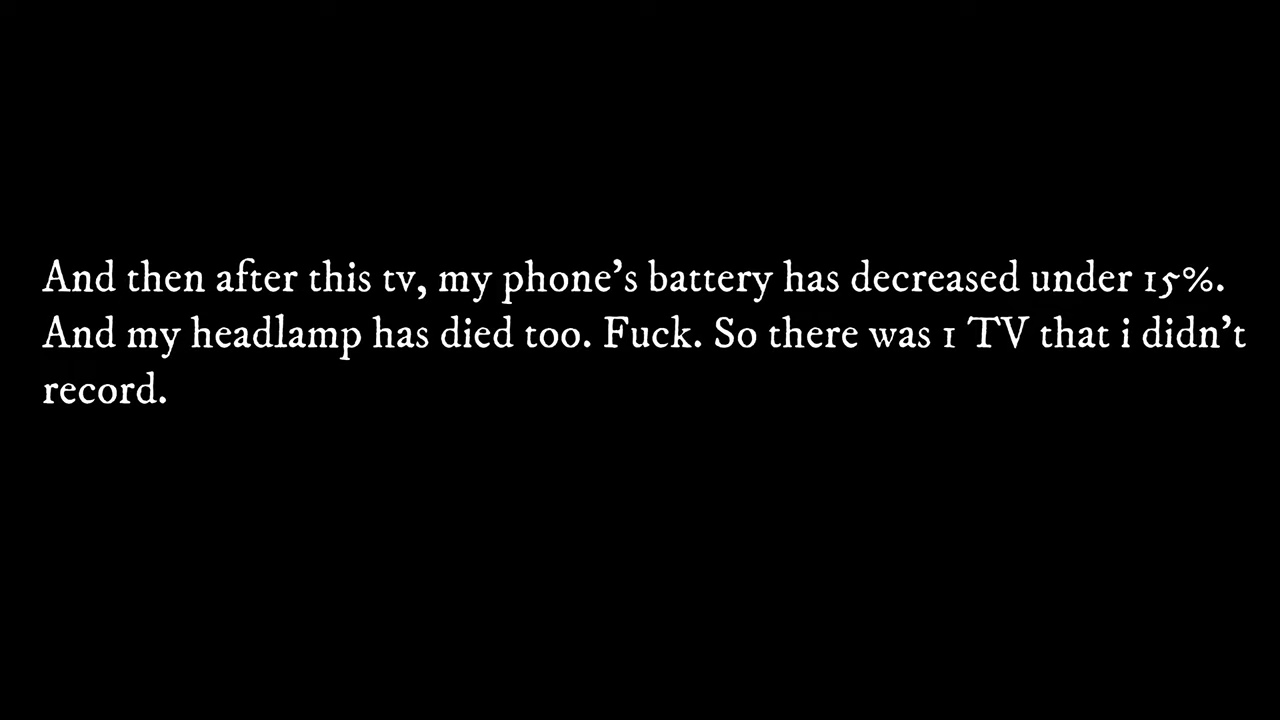 And then after this tv, my phone’s battery has decreased under 15%.
And my headlamp has died too. Fuck. So there was 1 TV that i didn’t
record.